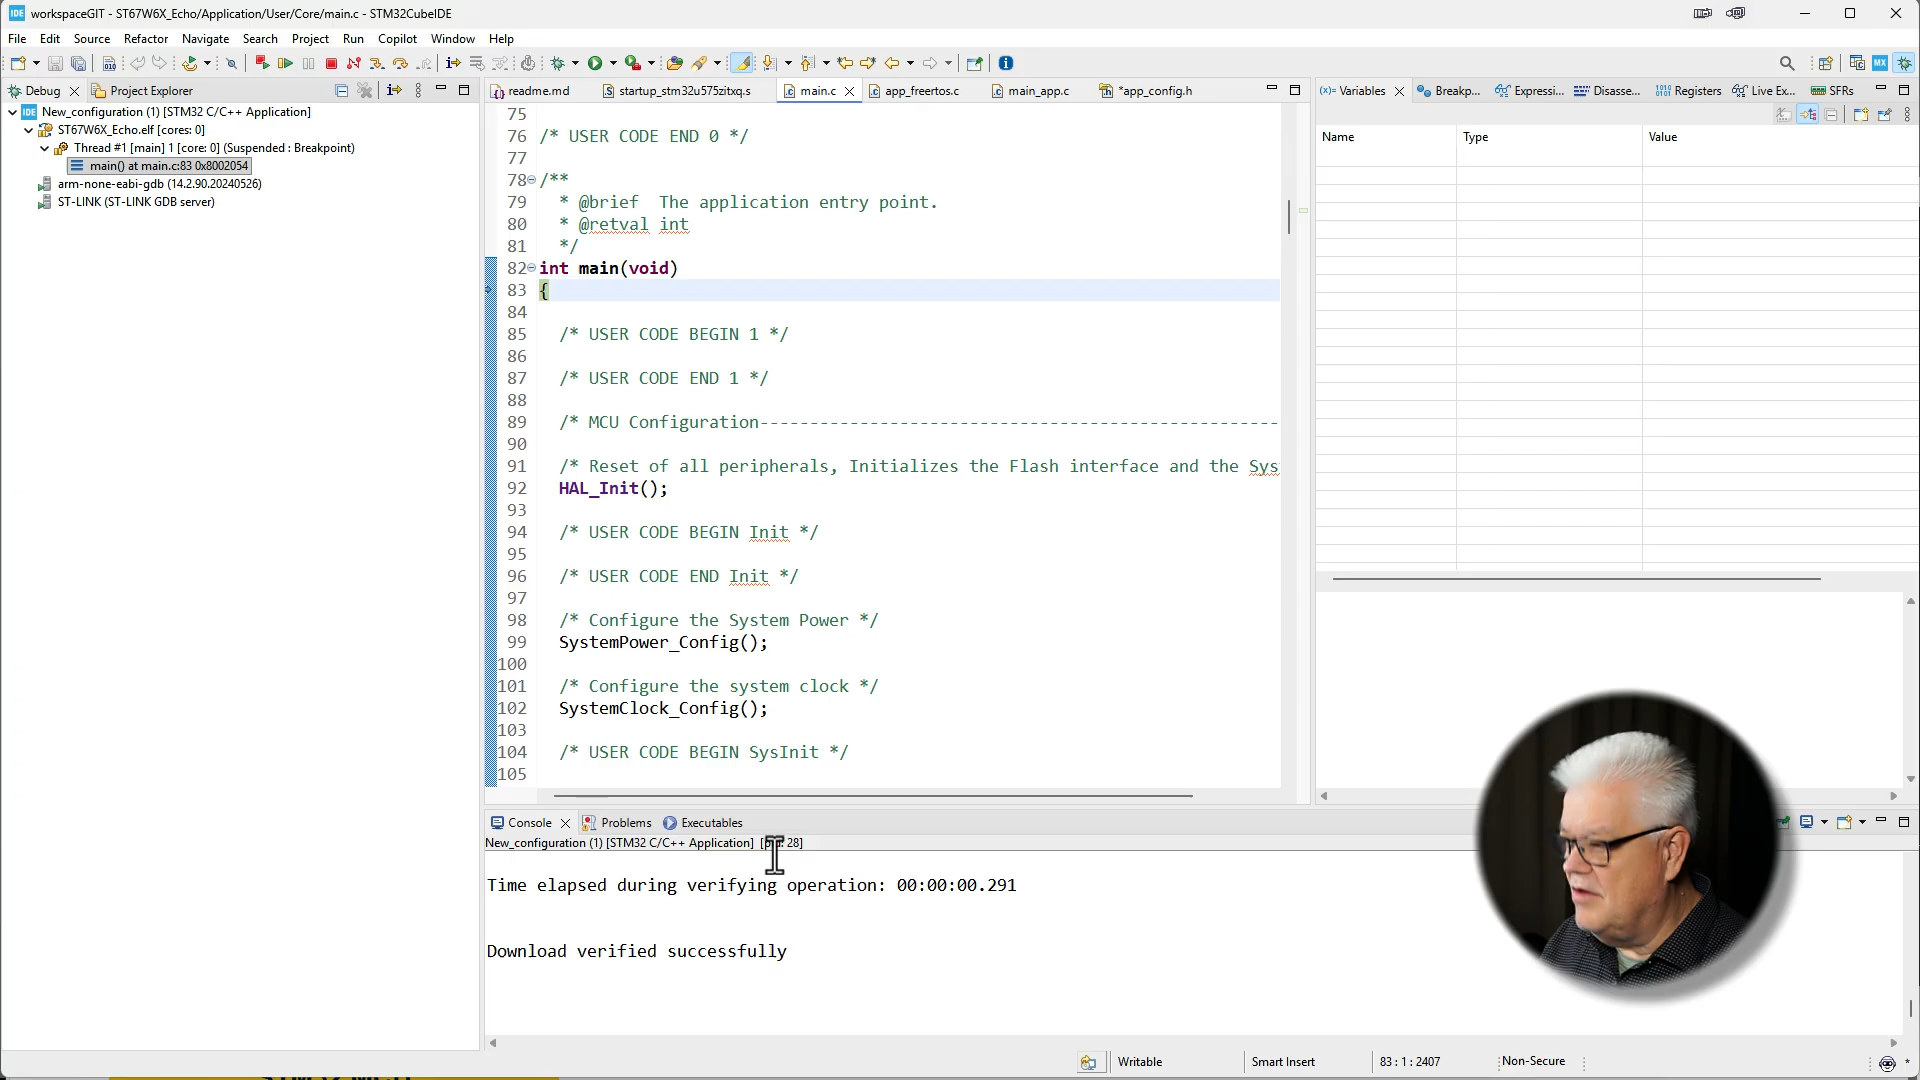 workspaceGIT - ST67W6X_Echo/Application/User/Core/main.c - STM32CubeIDE
File Edit Source Refactor Navigate Search Project Run Copilot Window Help
Debug Project Explorer
New_configuration (1) [STM32 C/C++ Application]
ST67W6X_Echo.elf [cores: 0]
Thread #1 [main] 1 [core: 0] (Suspended : Breakpoint)
main() at main.c:83 0x8002054
arm-none-eabi-gdb (14.2.90.20240526)
ST-LINK (ST-LINK GDB server)
readme.md startup_stm32u575zitxq.s main.c app_freertos.c main_app.c *app_config.h
75
76 /* USER CODE END 0 */
77
78 /**
79 * @brief The application entry point.
80 * @retval int
81 */
82 int main(void)
83 {
84
85 /* USER CODE BEGIN 1 */
86
87 /* USER CODE END 1 */
88
89 /* MCU Configuration----------------------------------------------------
90
91 /* Reset of all peripherals, Initializes the Flash interface and the Sys
92 HAL_Init();
93
94 /* USER CODE BEGIN Init */
95
96 /* USER CODE END Init */
97
98 /* Configure the System Power */
99 SystemPower_Config();
100
101 /* Configure the system clock */
102 SystemClock_Config();
103
104 /* USER CODE BEGIN SysInit */
105
(x)= Variables Breakp... Expressi... Disasse... Registers Live Ex... SFRs
Name Type Value
Console Problems Executables
New_configuration (1) [STM32 C/C++ Application] 28]
Time elapsed during verifying operation: 00:00:00.291
Download verified successfully
Writable Smart Insert 83 : 1 : 2407 Non-Secure